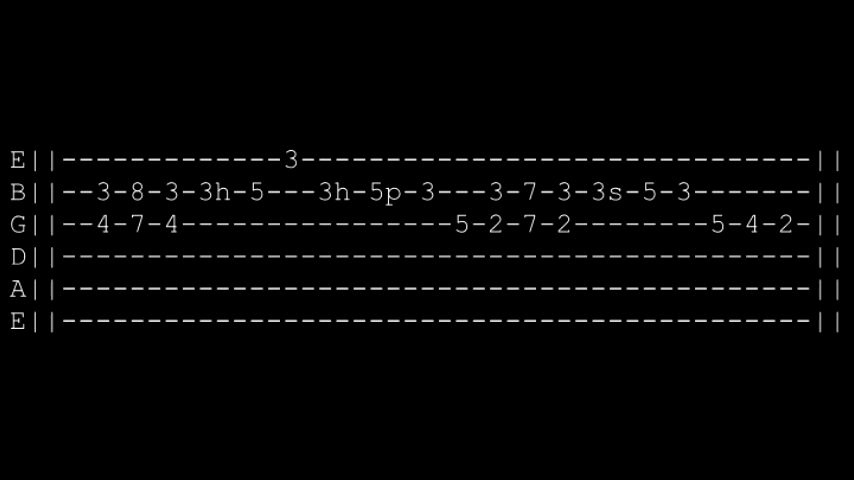 E||-------------3------------------------------||
B||--3-8-3-3h-5---3h-5p-3---3-7-3-3s-5-3-------||
G||--4-7-4----------------5-2-7-2--------5-4-2-||
D||--------------------------------------------||
A||--------------------------------------------||
E||--------------------------------------------||